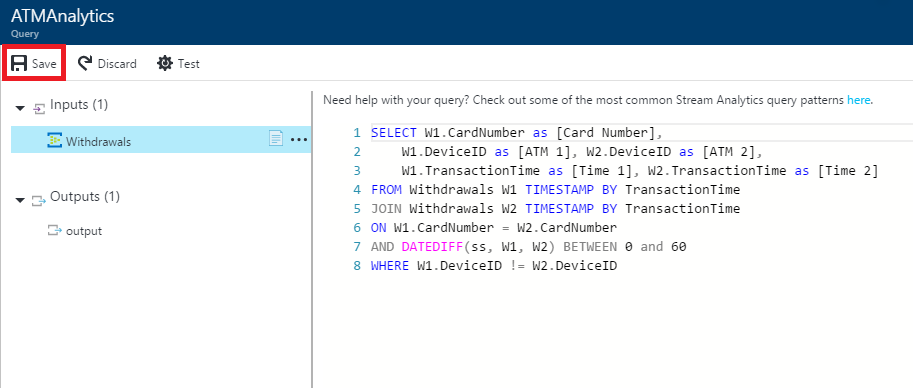 ATMAnalytics
Query
Save Discard Test
Inputs (1)
Withdrawals
Outputs (1)
output
Need help with your query? Check out some of the most common Stream Analytics query patterns here.
1 SELECT W1.CardNumber as [Card Number],
2 W1.DeviceID as [ATM 1], W2.DeviceID as [ATM 2],
3 W1.TransactionTime as [Time 1], W2.TransactionTime as [Time 2]
4 FROM Withdrawals W1 TIMESTAMP BY TransactionTime
5 JOIN Withdrawals W2 TIMESTAMP BY TransactionTime
6 ON W1.CardNumber = W2.CardNumber
7 AND DATEDIFF(ss, W1, W2) BETWEEN 0 and 60
8 WHERE W1.DeviceID != W2.DeviceID